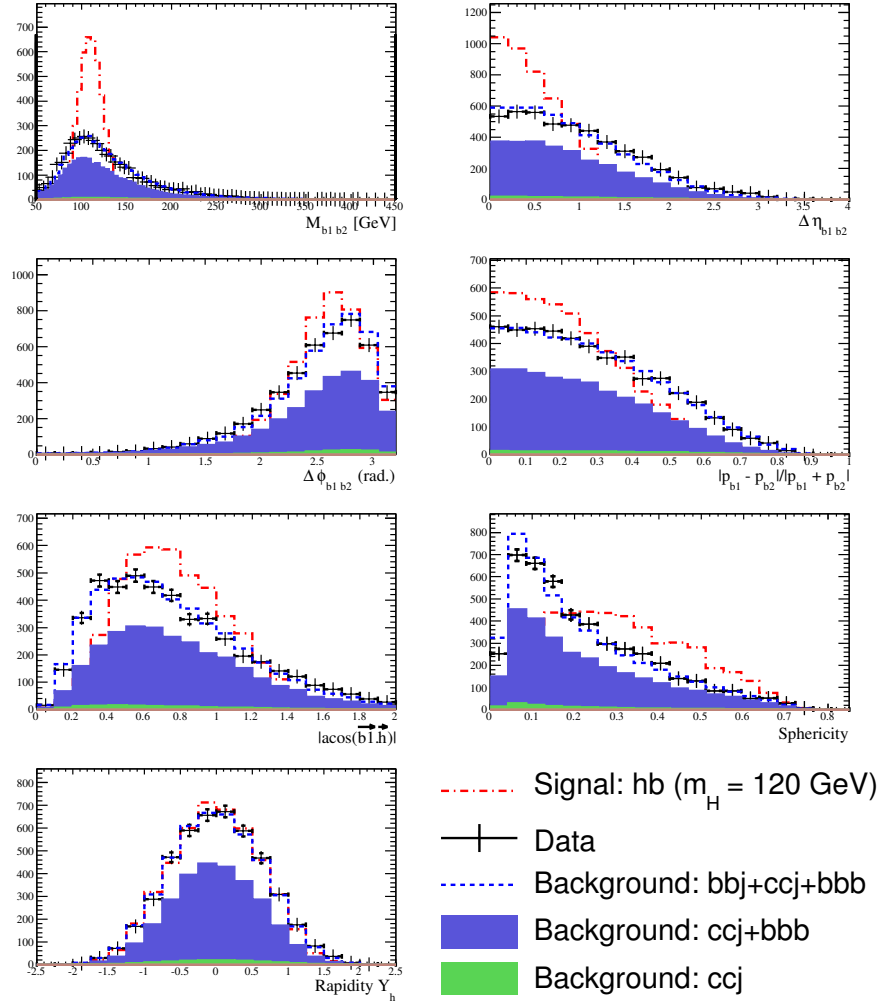 700
600
500
400
300
200
100
0
50 100 150 200 250 300 350 400 450
M b1 b2 [GeV]
1200
1000
800
600
400
200
0
0 0.5 1 1.5 2 2.5 3 3.5 4
Δ η b1 b2
1000
800
600
400
200
0
0 0.5 1 1.5 2 2.5 3
Δ ϕ b1 b2 (rad.)
700
600
500
400
300
200
100
0
0 0.1 0.2 0.3 0.4 0.5 0.6 0.7 0.8 0.9 1
|p b1 - p b2|/|p b1 + p b2|
700
600
500
400
300
200
100
0
0 0.2 0.4 0.6 0.8 1 1.2 1.4 1.6 1.8 2
|acos(b1.h)|
800
700
600
500
400
300
200
100
0
0 0.1 0.2 0.3 0.4 0.5 0.6 0.7 0.8
Sphericity
800
700
600
500
400
300
200
100
0
-2.5 -2 -1.5 -1 -0.5 0 0.5 1 1.5 2 2.5
Rapidity Y h
Signal: hb (m H = 120 GeV)
Data
Background: bbj+ccj+bbb
Background: ccj+bbb
Background: ccj